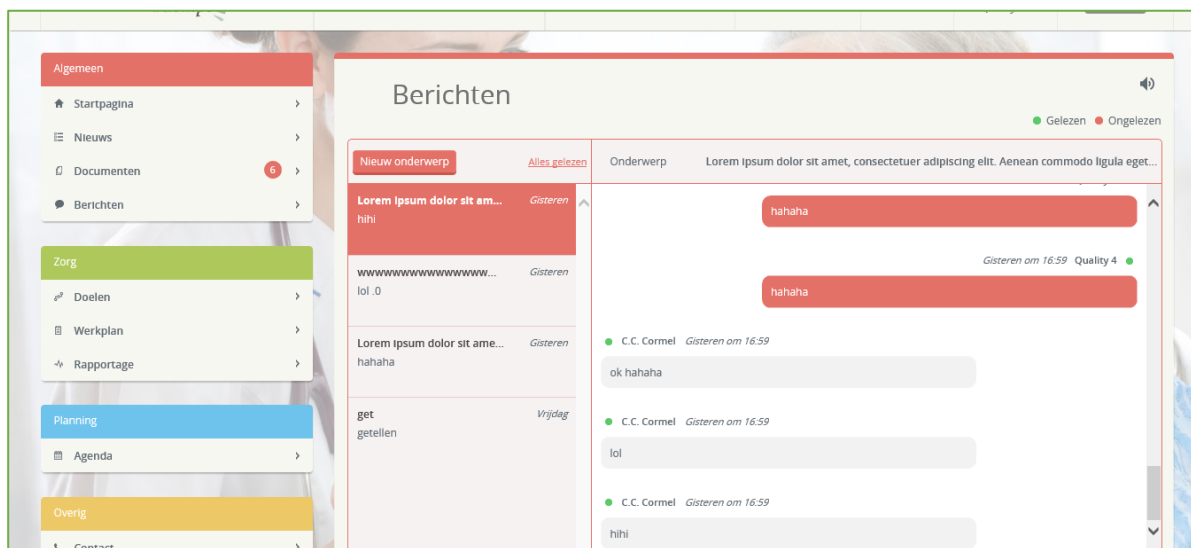 Algemeen
Startpagina
Nieuws
Documenten 6
Berichten
Zorg
Doelen
Werkplan
Rapportage
Planning
Agenda
Overig
Contact
Berichten
Gelezen Ongelezen
Nieuw onderwerp Alles gelezen
Lorem ipsum dolor sit am... Gisteren
hihi
wwwwwwwwwwwwwww... Gisteren
lol .0
Lorem ipsum dolor sit ame... Gisteren
hahaha
get Vrijdag
getellen
Onderwerp Lorem ipsum dolor sit amet, consectetuer adipiscing elit. Aenean commodo ligula eget...
hahaha
Gisteren om 16:59 Quality 4
hahaha
C.C. Cormel Gisteren om 16:59
ok hahaha
C.C. Cormel Gisteren om 16:59
lol
C.C. Cormel Gisteren om 16:59
hihi